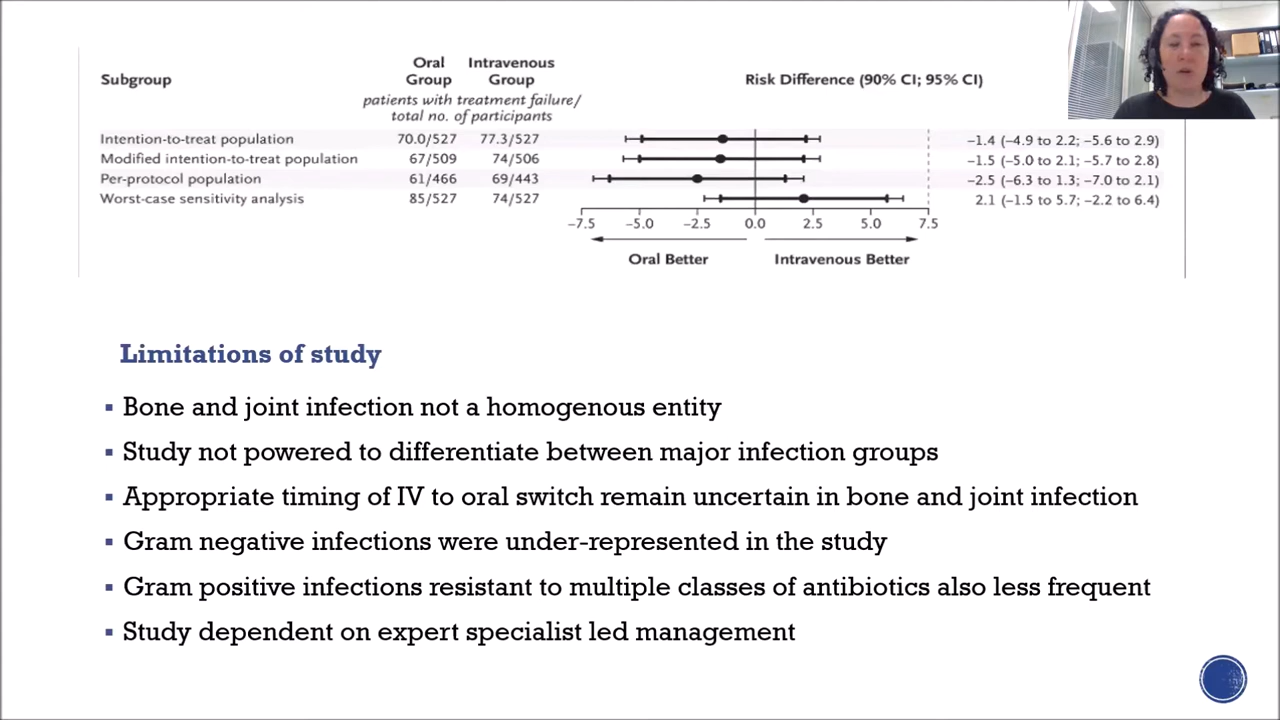 Subgroup
Oral Group
Intravenous Group
Risk Difference (90% CI; 95% CI)
patients with treatment failure/
total no. of participants
Intention-to-treat population 70.0/527 77.3/527 −1.4 (−4.9 to 2.2; −5.6 to 2.9)
Modified intention-to-treat population 67/509 74/506 −1.5 (−5.0 to 2.1; −5.7 to 2.8)
Per-protocol population 61/466 69/443 −2.5 (−6.3 to 1.3; −7.0 to 2.1)
Worst-case sensitivity analysis 85/527 74/527 2.1 (−1.5 to 5.7; −2.2 to 6.4)
−7.5 −5.0 −2.5 0.0 2.5 5.0 7.5
Oral Better Intravenous Better
Limitations of study
▪ Bone and joint infection not a homogenous entity
▪ Study not powered to differentiate between major infection groups
▪ Appropriate timing of IV to oral switch remain uncertain in bone and joint infection
▪ Gram negative infections were under-represented in the study
▪ Gram positive infections resistant to multiple classes of antibiotics also less frequent
▪ Study dependent on expert specialist led management